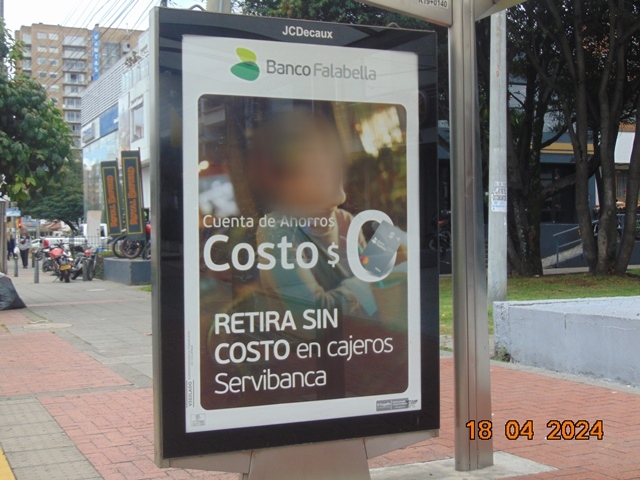 JCDecaux
Banco Falabella
Cuenta de Ahorros
Costo $0
RETIRA SIN
COSTO en cajeros
Servibanca
18 04 2024